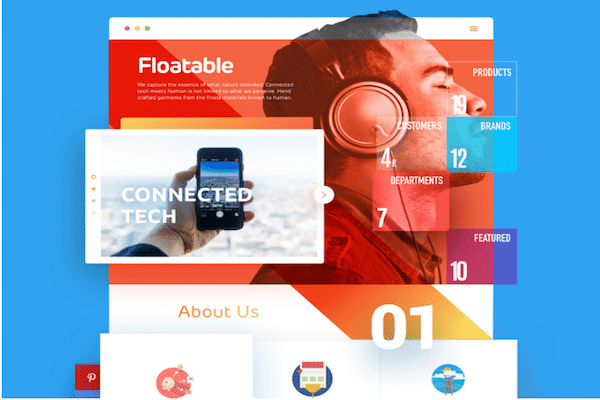 Floatable
We capture the essence of what nature intended. Connected
tech meets fashion is not limited to what we perceive. Hand
crafted garments from the finest materials known to human.
PRODUCTS
19
CUSTOMERS
4K
BRANDS
12
CONNECTED
TECH
DEPARTMENTS
7
FEATURED
10
About Us
01